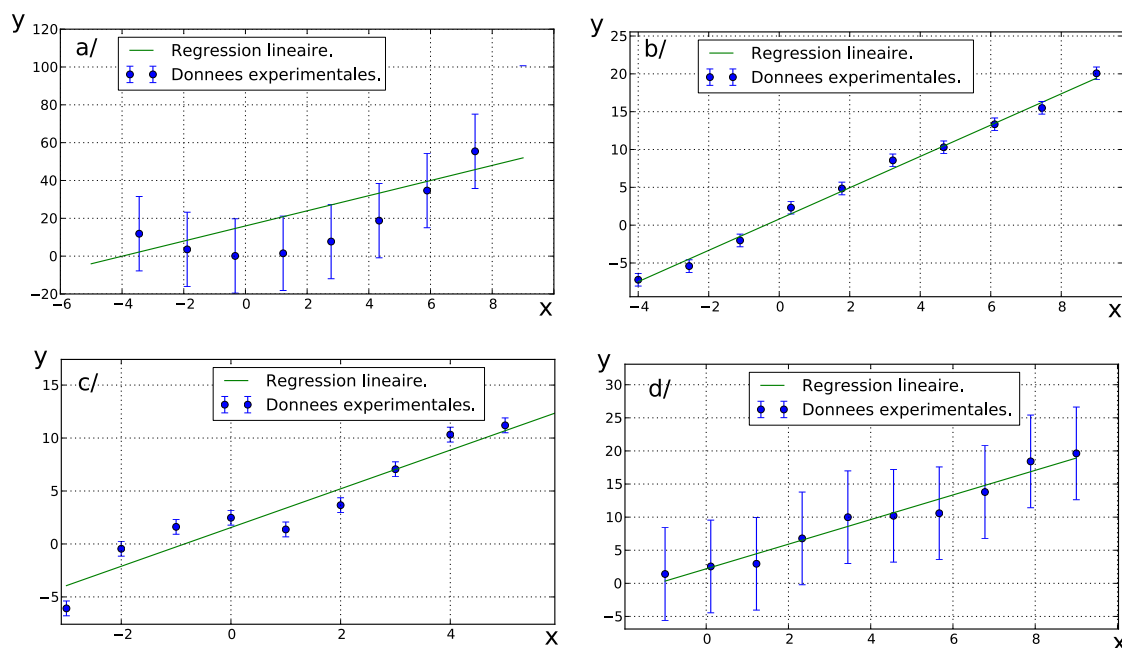 y
a/
Regression lineaire.
Donnees experimentales.
120
100
80
60
40
20
0
20
−6
−4
−2
0
2
4
6
8
x
y
b/
Regression lineaire.
Donnees experimentales.
25
20
15
10
5
0
−5
−4
−2
0
2
4
6
8
x
y
c/
Regression lineaire.
Donnees experimentales.
15
10
5
0
−5
−2
0
2
4
x
y
d/
Regression lineaire.
Donnees experimentales.
30
25
20
15
10
5
0
−5
0
2
4
6
8
x